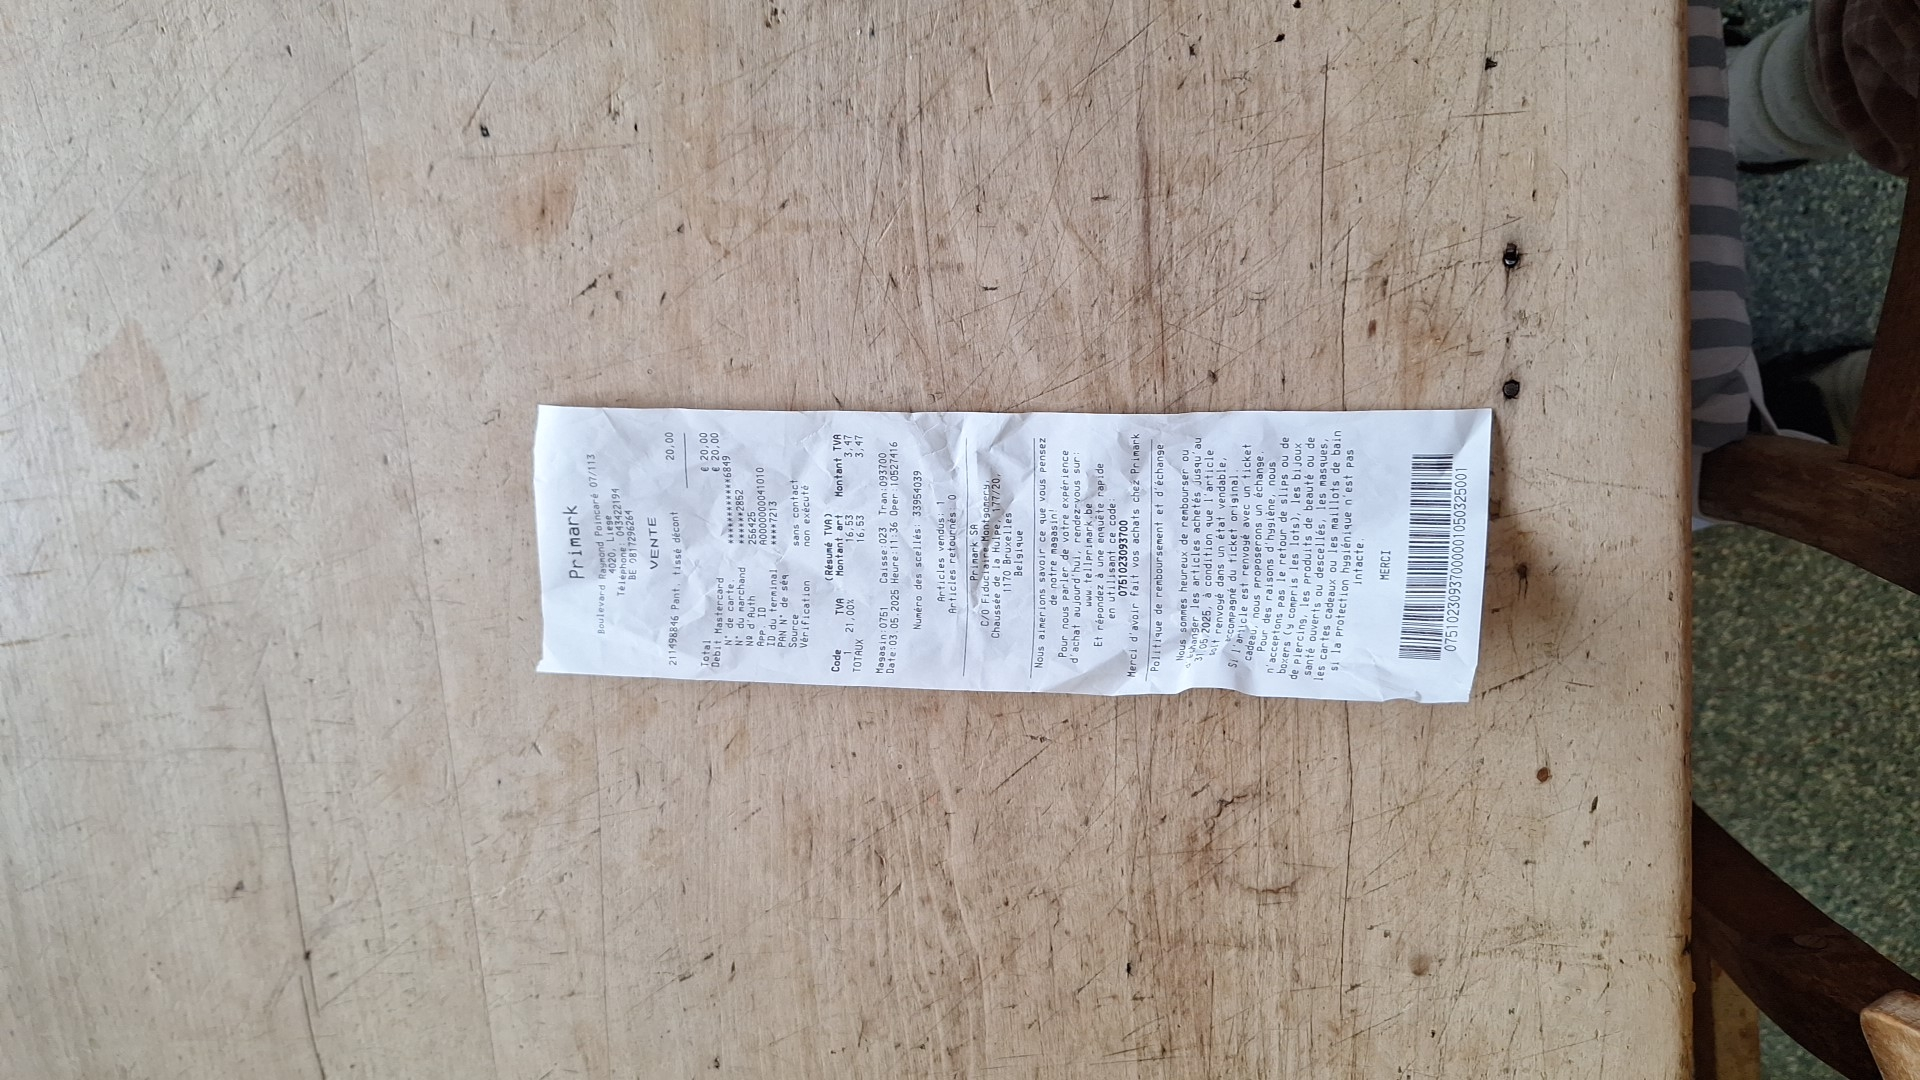 Primark
Boulevard Raymond Poincaré 07/113
4020, Liege
Téléphone, 043422194
BE 0817296264
VENTE
211498846 Pant. tissé décont 20,00
Total € 20,00
Debit Mastercard € 20,00
N° de carte. ************6849
N° du marchand *****2852
Nº d'Auth 256425
App. ID A0000000041010
ID du terminal ****7213
PAN N° de séq
Source sans contact
Vérification non exécuté
(Résumé TVA)
Code TVA Montant art Montant TVA
1 21,00% 16,53 3,47
TOTAUX 16,53 3,47
Magasin:0751 Caisse:023 Tran:093700
Date:03.05.2025 Heure:11:36 Oper:10527416
Numéro des scellés: 33954039
Articles vendus: 1
Articles retournés 0
Primark SA
C/O Fiduciaire Montgomery,
Chaussée de la Hulpe, 177/20,
1170 Bruxelles
Belgique
Nous aimerions savoir ce que vous pensez
de notre magasin!
Pour nous parler de votre expérience
d'achat aujourd'hui, rendez-vous sur:
www.tellprimark.be
Et répondez à une enquête rapide
en utilisant ce code:
075102309​3700
Merci d'avoir fait vos achats chez Primark
Politique de remboursement et d'échange
Nous sommes heureux de rembourser ou
échanger les articles achetés jusqu'au
31.05.2025, à condition que l'article
soit renvoyé dans un état vendable,
accompagné du ticket original.
Si l'article est renvoyé avec un ticket
cadeau, nous proposerons un échange.
Pour des raisons d'hygiène, nous
n'acceptons pas le retour de slips ou de
boxers (y compris les lots), les bijoux
de piercing, les produits de beauté ou de
santé ouverts ou descellés, les masques,
les cartes cadeaux ou les maillots de bain
si la protection hygiénique n'est pas
intacte.
MERCI
0751023093700000010503​25001